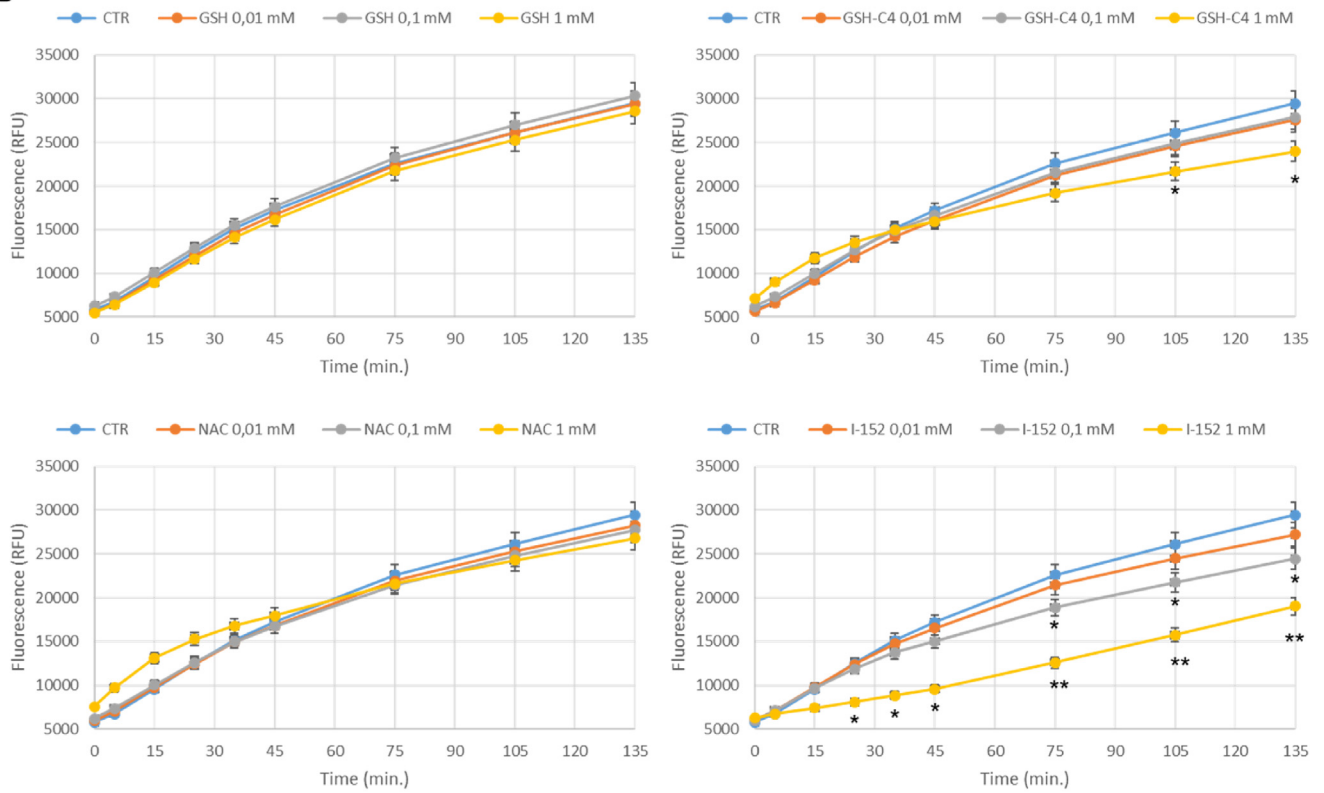 CTR GSH 0,01 mM GSH 0,1 mM GSH 1 mM
35000
30000
25000
20000
15000
10000
5000
Fluorescence (RFU)
0 15 30 45 60 75 90 105 120 135
Time (min.)
CTR GSH-C4 0,01 mM GSH-C4 0,1 mM GSH-C4 1 mM
35000
30000
25000
20000
15000
10000
5000
Fluorescence (RFU)
* *
0 15 30 45 60 75 90 105 120 135
Time (min.)
CTR NAC 0,01 mM NAC 0,1 mM NAC 1 mM
35000
30000
25000
20000
15000
10000
5000
Fluorescence (RFU)
0 15 30 45 60 75 90 105 120 135
Time (min.)
CTR I-152 0,01 mM I-152 0,1 mM I-152 1 mM
35000
30000
25000
20000
15000
10000
5000
Fluorescence (RFU)
* * *
* * * ** ** **
0 15 30 45 60 75 90 105 120 135
Time (min.)